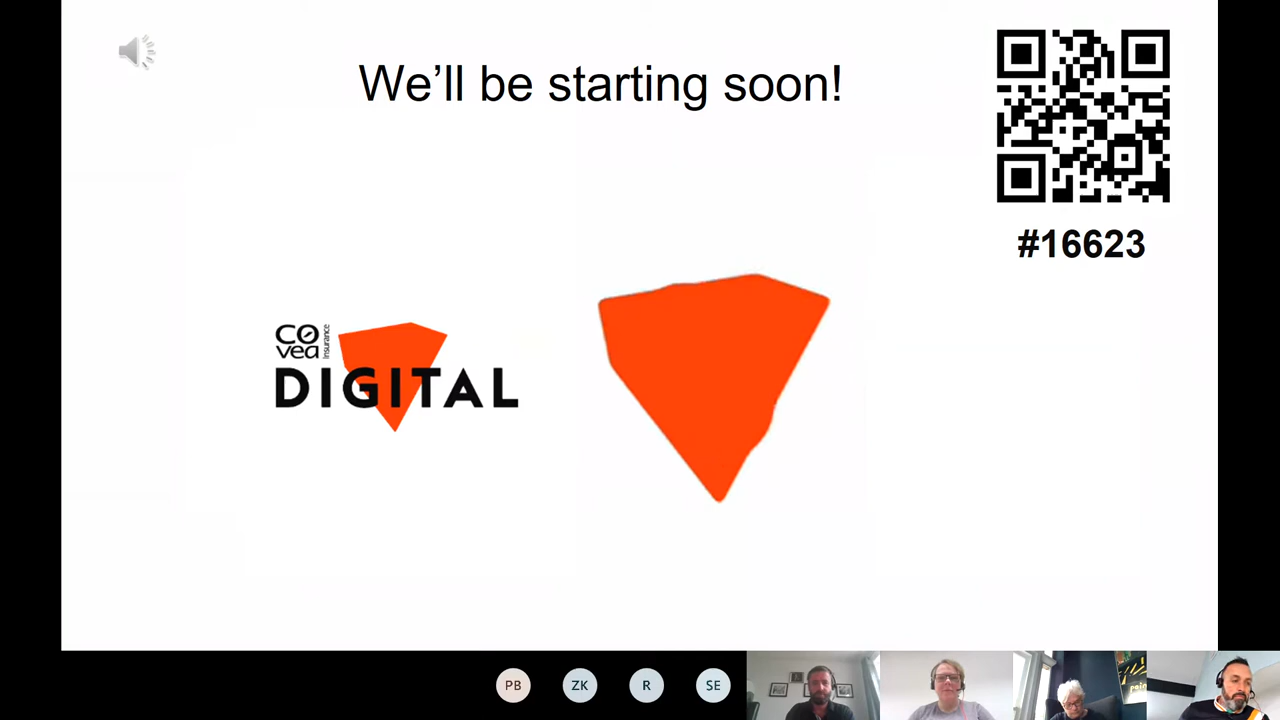 We'll be starting soon!
#16623
CO
vea
insurance
DIGITAL
PB
ZK
R
SE